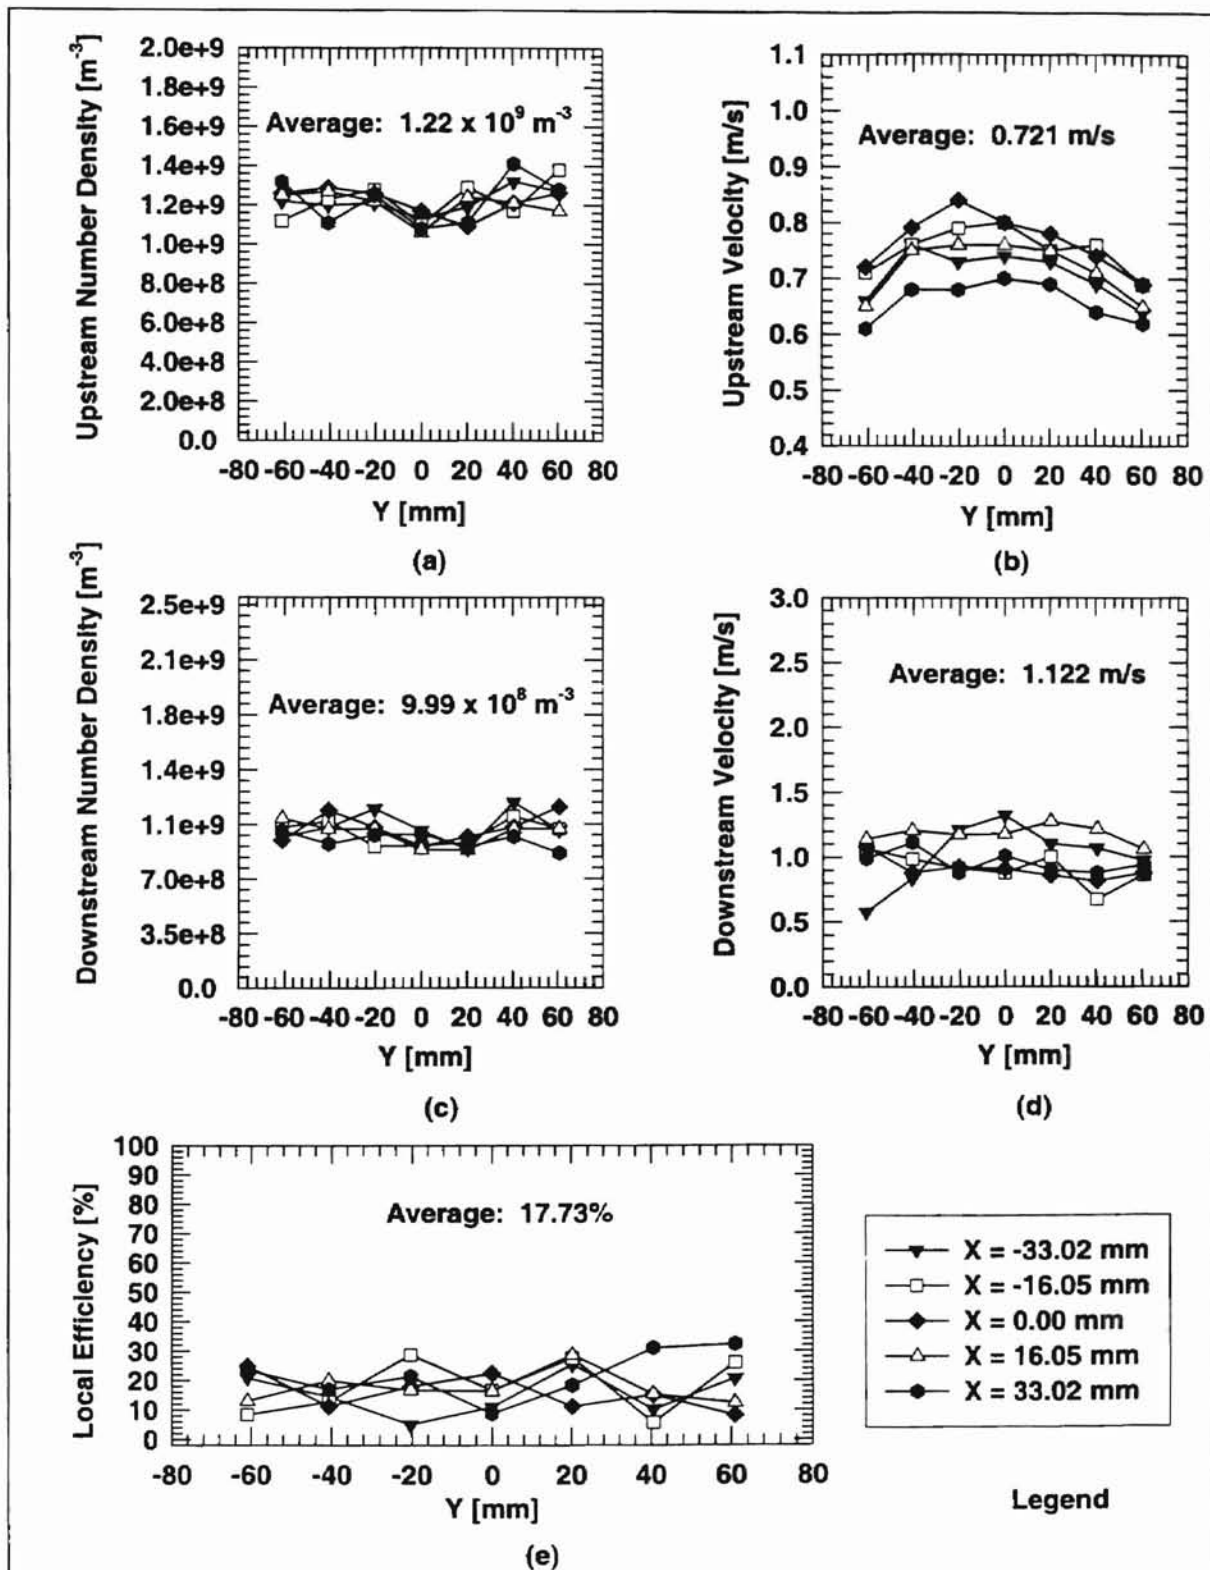 Upstream Number Density [m⁻³]
2.0e+9
1.8e+9
1.6e+9
1.4e+9
1.2e+9
1.0e+9
8.0e+8
6.0e+8
4.0e+8
2.0e+8
0.0
Average: 1.22 x 10⁹ m⁻³
-80 -60 -40 -20 0 20 40 60 80
Y [mm]
(a)
Upstream Velocity [m/s]
1.1
1.0
0.9
0.8
0.7
0.6
0.5
0.4
Average: 0.721 m/s
-80 -60 -40 -20 0 20 40 60 80
Y [mm]
(b)
Downstream Number Density [m⁻³]
2.5e+9
2.1e+9
1.8e+9
1.4e+9
1.1e+9
7.0e+8
3.5e+8
0.0
Average: 9.99 x 10⁸ m⁻³
-80 -60 -40 -20 0 20 40 60 80
Y [mm]
(c)
Downstream Velocity [m/s]
3.0
2.5
2.0
1.5
1.0
0.5
0.0
Average: 1.122 m/s
-80 -60 -40 -20 0 20 40 60 80
Y [mm]
(d)
Local Efficiency [%]
100
90
80
70
60
50
40
30
20
10
0
Average: 17.73%
-80 -60 -40 -20 0 20 40 60 80
Y [mm]
(e)
X = -33.02 mm
X = -16.05 mm
X = 0.00 mm
X = 16.05 mm
X = 33.02 mm
Legend